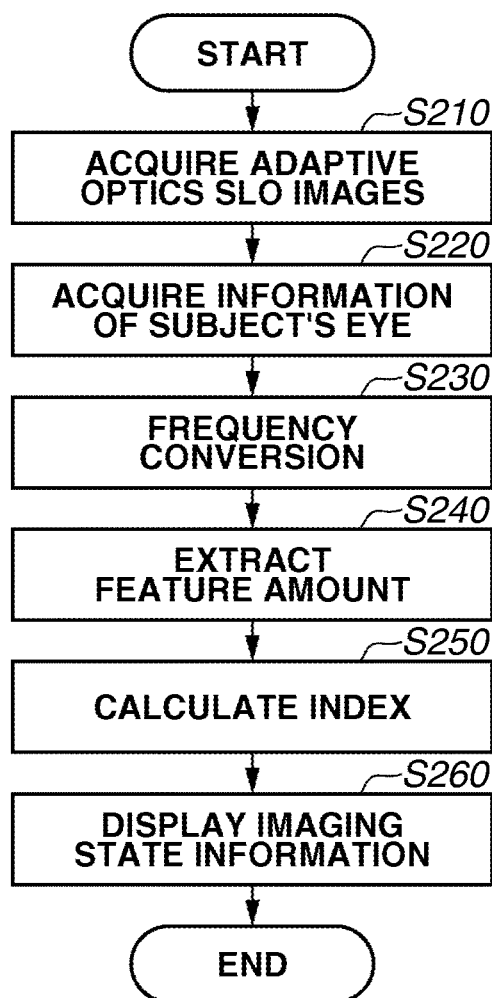 START
S210
ACQUIRE ADAPTIVE
OPTICS SLO IMAGES
S220
ACQUIRE INFORMATION
OF SUBJECT'S EYE
S230
FREQUENCY
CONVERSION
S240
EXTRACT
FEATURE AMOUNT
S250
CALCULATE INDEX
S260
DISPLAY IMAGING
STATE INFORMATION
END